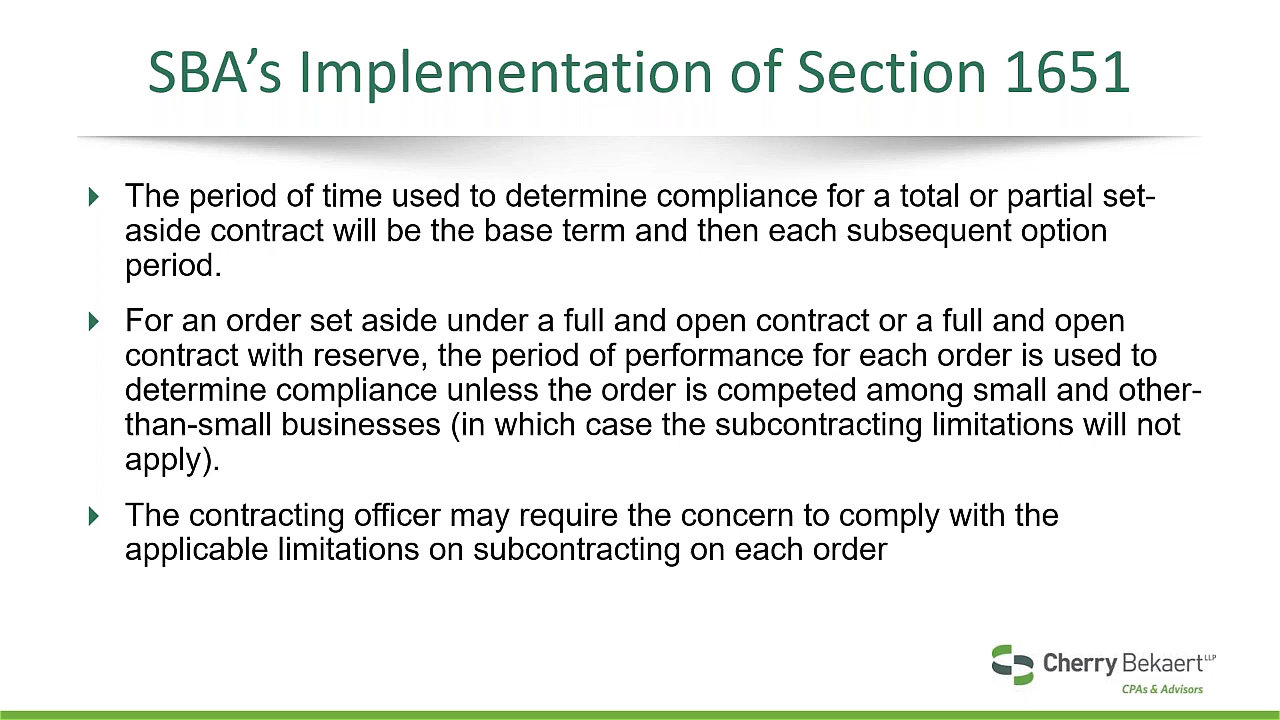 SBA’s Implementation of Section 1651
The period of time used to determine compliance for a total or partial set-
aside contract will be the base term and then each subsequent option
period.
For an order set aside under a full and open contract or a full and open
contract with reserve, the period of performance for each order is used to
determine compliance unless the order is competed among small and other-
than-small businesses (in which case the subcontracting limitations will not
apply).
The contracting officer may require the concern to comply with the
applicable limitations on subcontracting on each order
Cherry Bekaert LLP
CPAs & Advisors